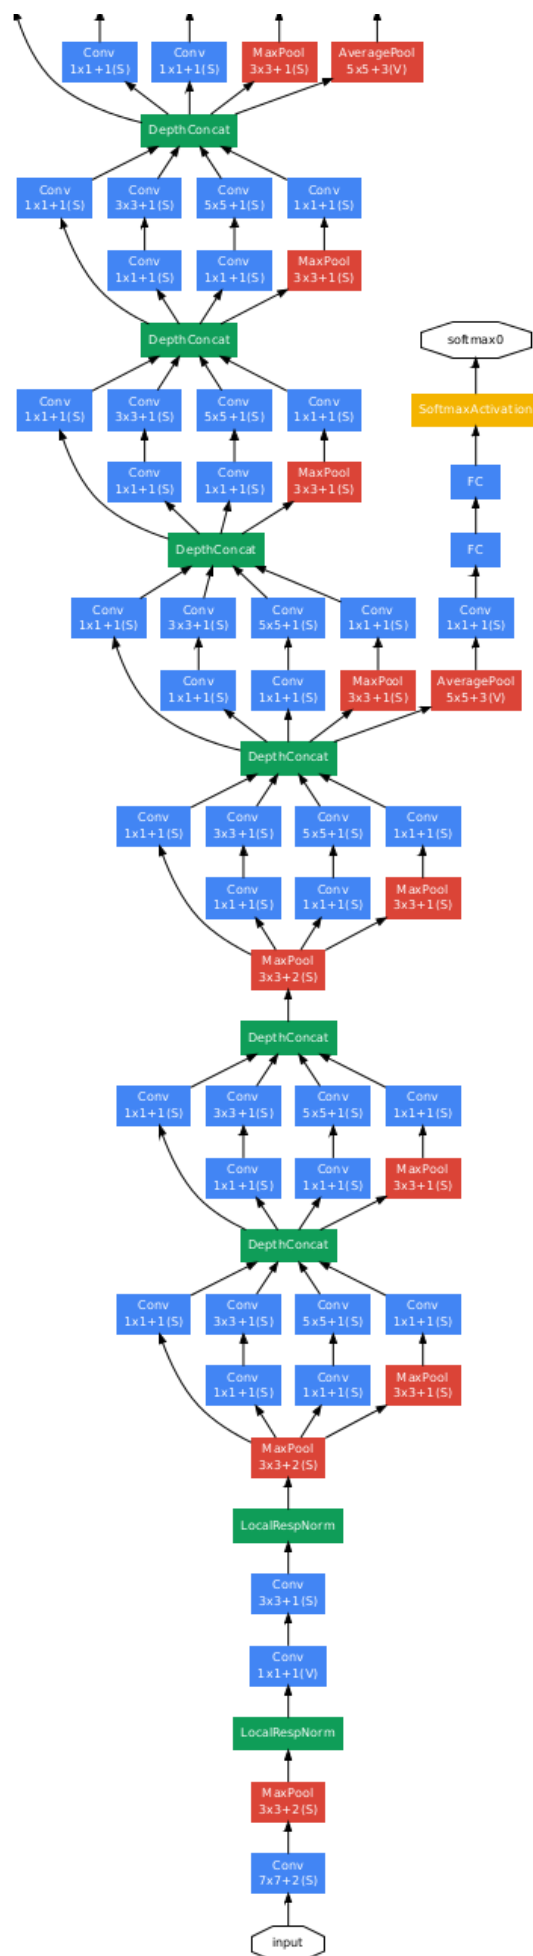 Conv
1x1+1(S)
Conv
1x1+1(S)
MaxPool
3x3+1(S)
AveragePool
5x5+3(V)
DepthConcat
Conv
1x1+1(S)
Conv
3x3+1(S)
Conv
5x5+1(S)
Conv
1x1+1(S)
Conv
1x1+1(S)
Conv
1x1+1(S)
MaxPool
3x3+1(S)
DepthConcat
softmax0
Conv
1x1+1(S)
Conv
3x3+1(S)
Conv
5x5+1(S)
Conv
1x1+1(S)
SoftmaxActivation
Conv
1x1+1(S)
Conv
1x1+1(S)
MaxPool
3x3+1(S)
FC
DepthConcat
FC
Conv
1x1+1(S)
Conv
3x3+1(S)
Conv
5x5+1(S)
Conv
1x1+1(S)
Conv
1x1+1(S)
Conv
1x1+1(S)
Conv
1x1+1(S)
MaxPool
3x3+1(S)
AveragePool
5x5+3(V)
DepthConcat
Conv
1x1+1(S)
Conv
3x3+1(S)
Conv
5x5+1(S)
Conv
1x1+1(S)
Conv
1x1+1(S)
Conv
1x1+1(S)
MaxPool
3x3+1(S)
MaxPool
3x3+2(S)
DepthConcat
Conv
1x1+1(S)
Conv
3x3+1(S)
Conv
5x5+1(S)
Conv
1x1+1(S)
Conv
1x1+1(S)
Conv
1x1+1(S)
MaxPool
3x3+1(S)
DepthConcat
Conv
1x1+1(S)
Conv
3x3+1(S)
Conv
5x5+1(S)
Conv
1x1+1(S)
Conv
1x1+1(S)
Conv
1x1+1(S)
MaxPool
3x3+1(S)
MaxPool
3x3+2(S)
LocalRespNorm
Conv
3x3+1(S)
Conv
1x1+1(V)
LocalRespNorm
MaxPool
3x3+2(S)
Conv
7x7+2(S)
input